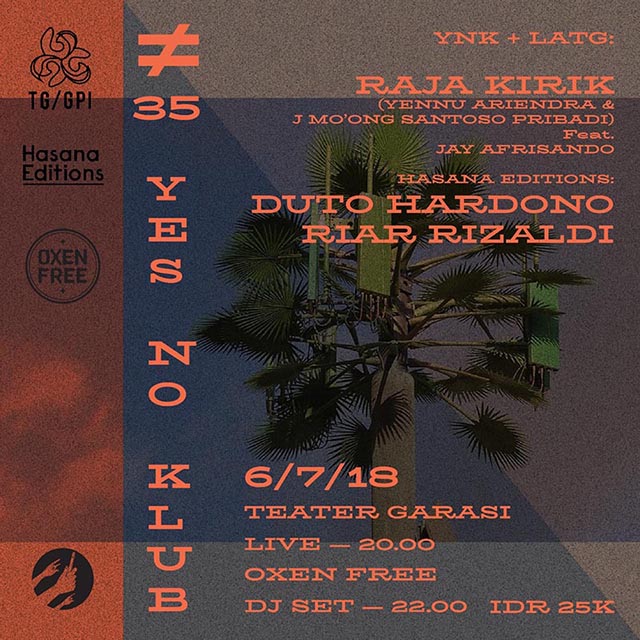 TG/GPI
Hasana
Editions
OXEN
FREE
≠
35
YES
NO
KLUB
YNK + LATG:
RAJA KIRIK
(YENNU ARIENDRA &
J MO'ONG SANTOSO PRIBADI)
Feat.
JAY AFRISANDO
HASANA EDITIONS:
DUTO HARDONO
RIAR RIZALDI
6/7/18
TEATER GARASI
LIVE — 20.00
OXEN FREE
DJ SET — 22.00 IDR 25K